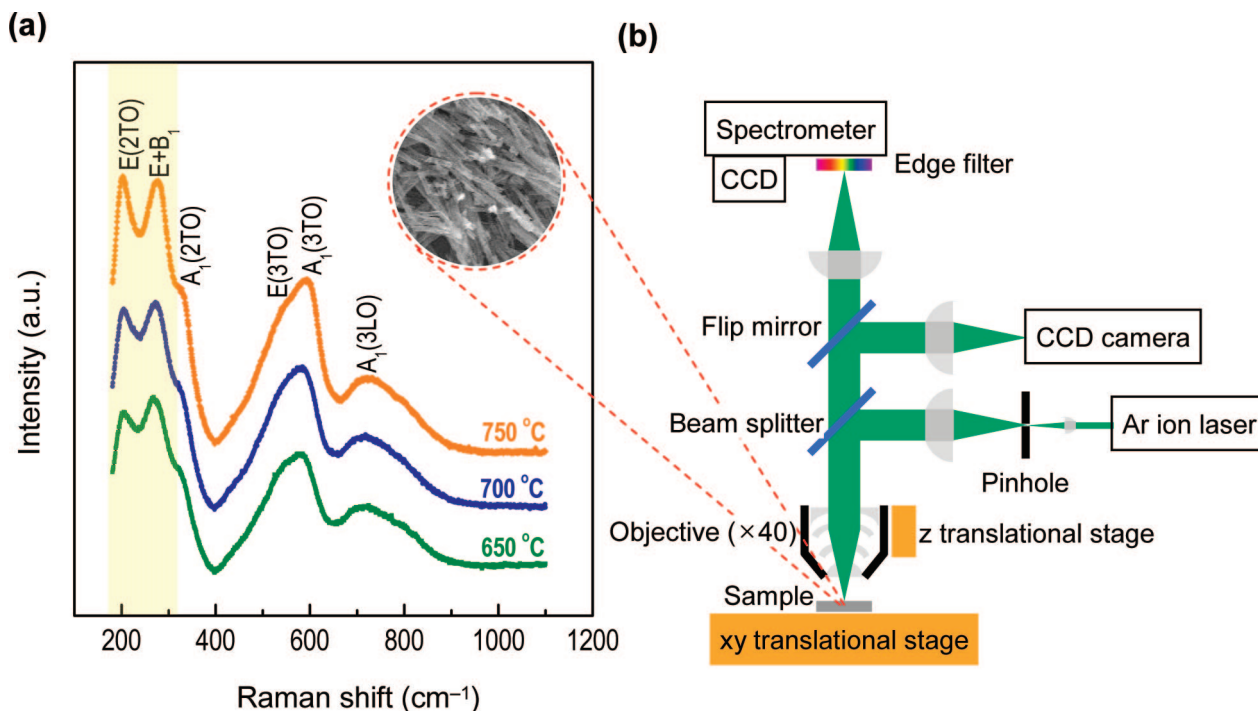 (a)
E(2TO)
E+B₁
A₁(2TO)
E(3TO)
A₁(3TO)
A₁(3LO)
750 °C
700 °C
650 °C
Intensity (a.u.)
200 400 600 800 1000 1200
Raman shift (cm⁻¹)
(b)
Spectrometer
CCD
Edge filter
Flip mirror
CCD camera
Beam splitter
Ar ion laser
Pinhole
Objective (×40)
z translational stage
Sample
xy translational stage